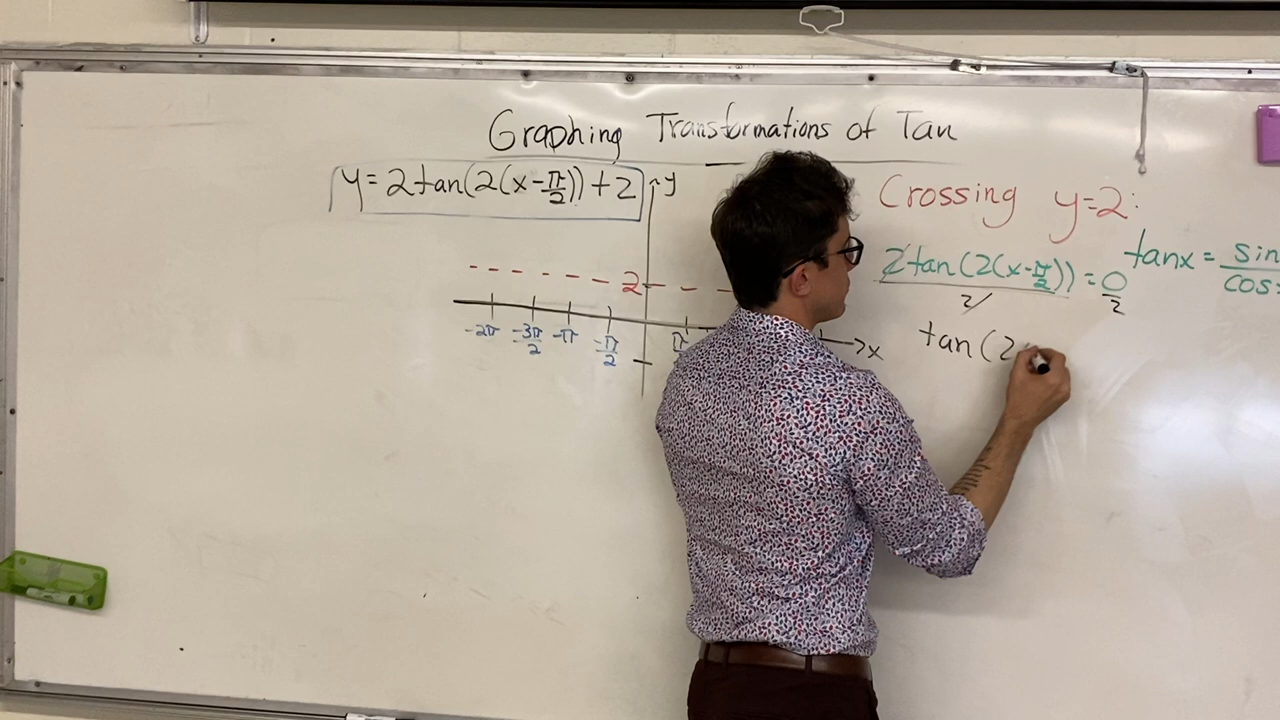 Graphing Transformations of Tan
y=2tan(2(x-π/2))+2
y
Crossing y=2:
2tan(2(x-π/2))/2 = 0/2
tanx = sin/cos
2
-2π -3π/2 -π -π/2 π
x
tan(2